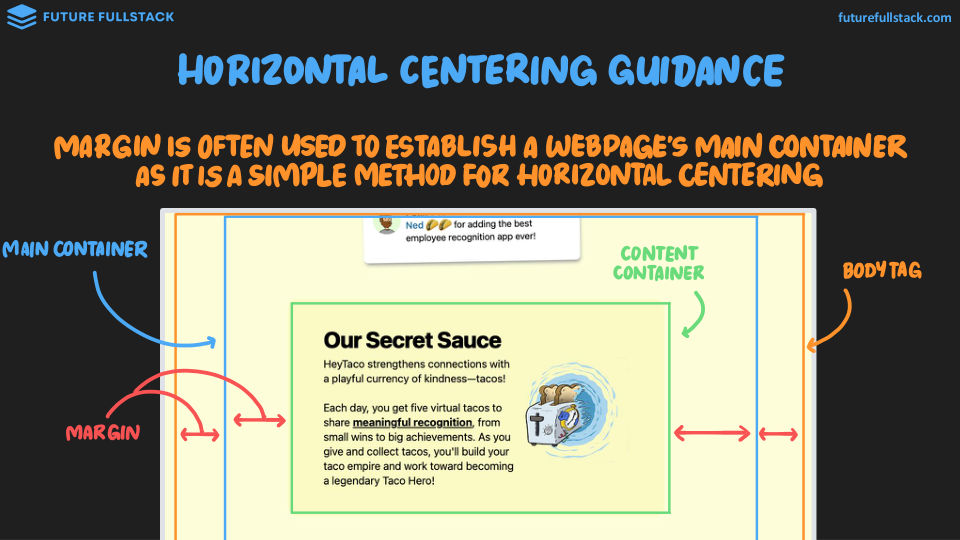 FUTURE FULLSTACK
futurefullstack.com
HORIZONTAL CENTERING GUIDANCE
MARGIN IS OFTEN USED TO ESTABLISH A WEBPAGE'S MAIN CONTAINER
AS IT IS A SIMPLE METHOD FOR HORIZONTAL CENTERING
Ned 🌮🌮 for adding the best
employee recognition app ever!
MAIN CONTAINER
CONTENT
CONTAINER
BODY TAG
Our Secret Sauce
HeyTaco strengthens connections with
a playful currency of kindness—tacos!
Each day, you get five virtual tacos to
share meaningful recognition, from
small wins to big achievements. As you
give and collect tacos, you'll build your
taco empire and work toward becoming
a legendary Taco Hero!
MARGIN